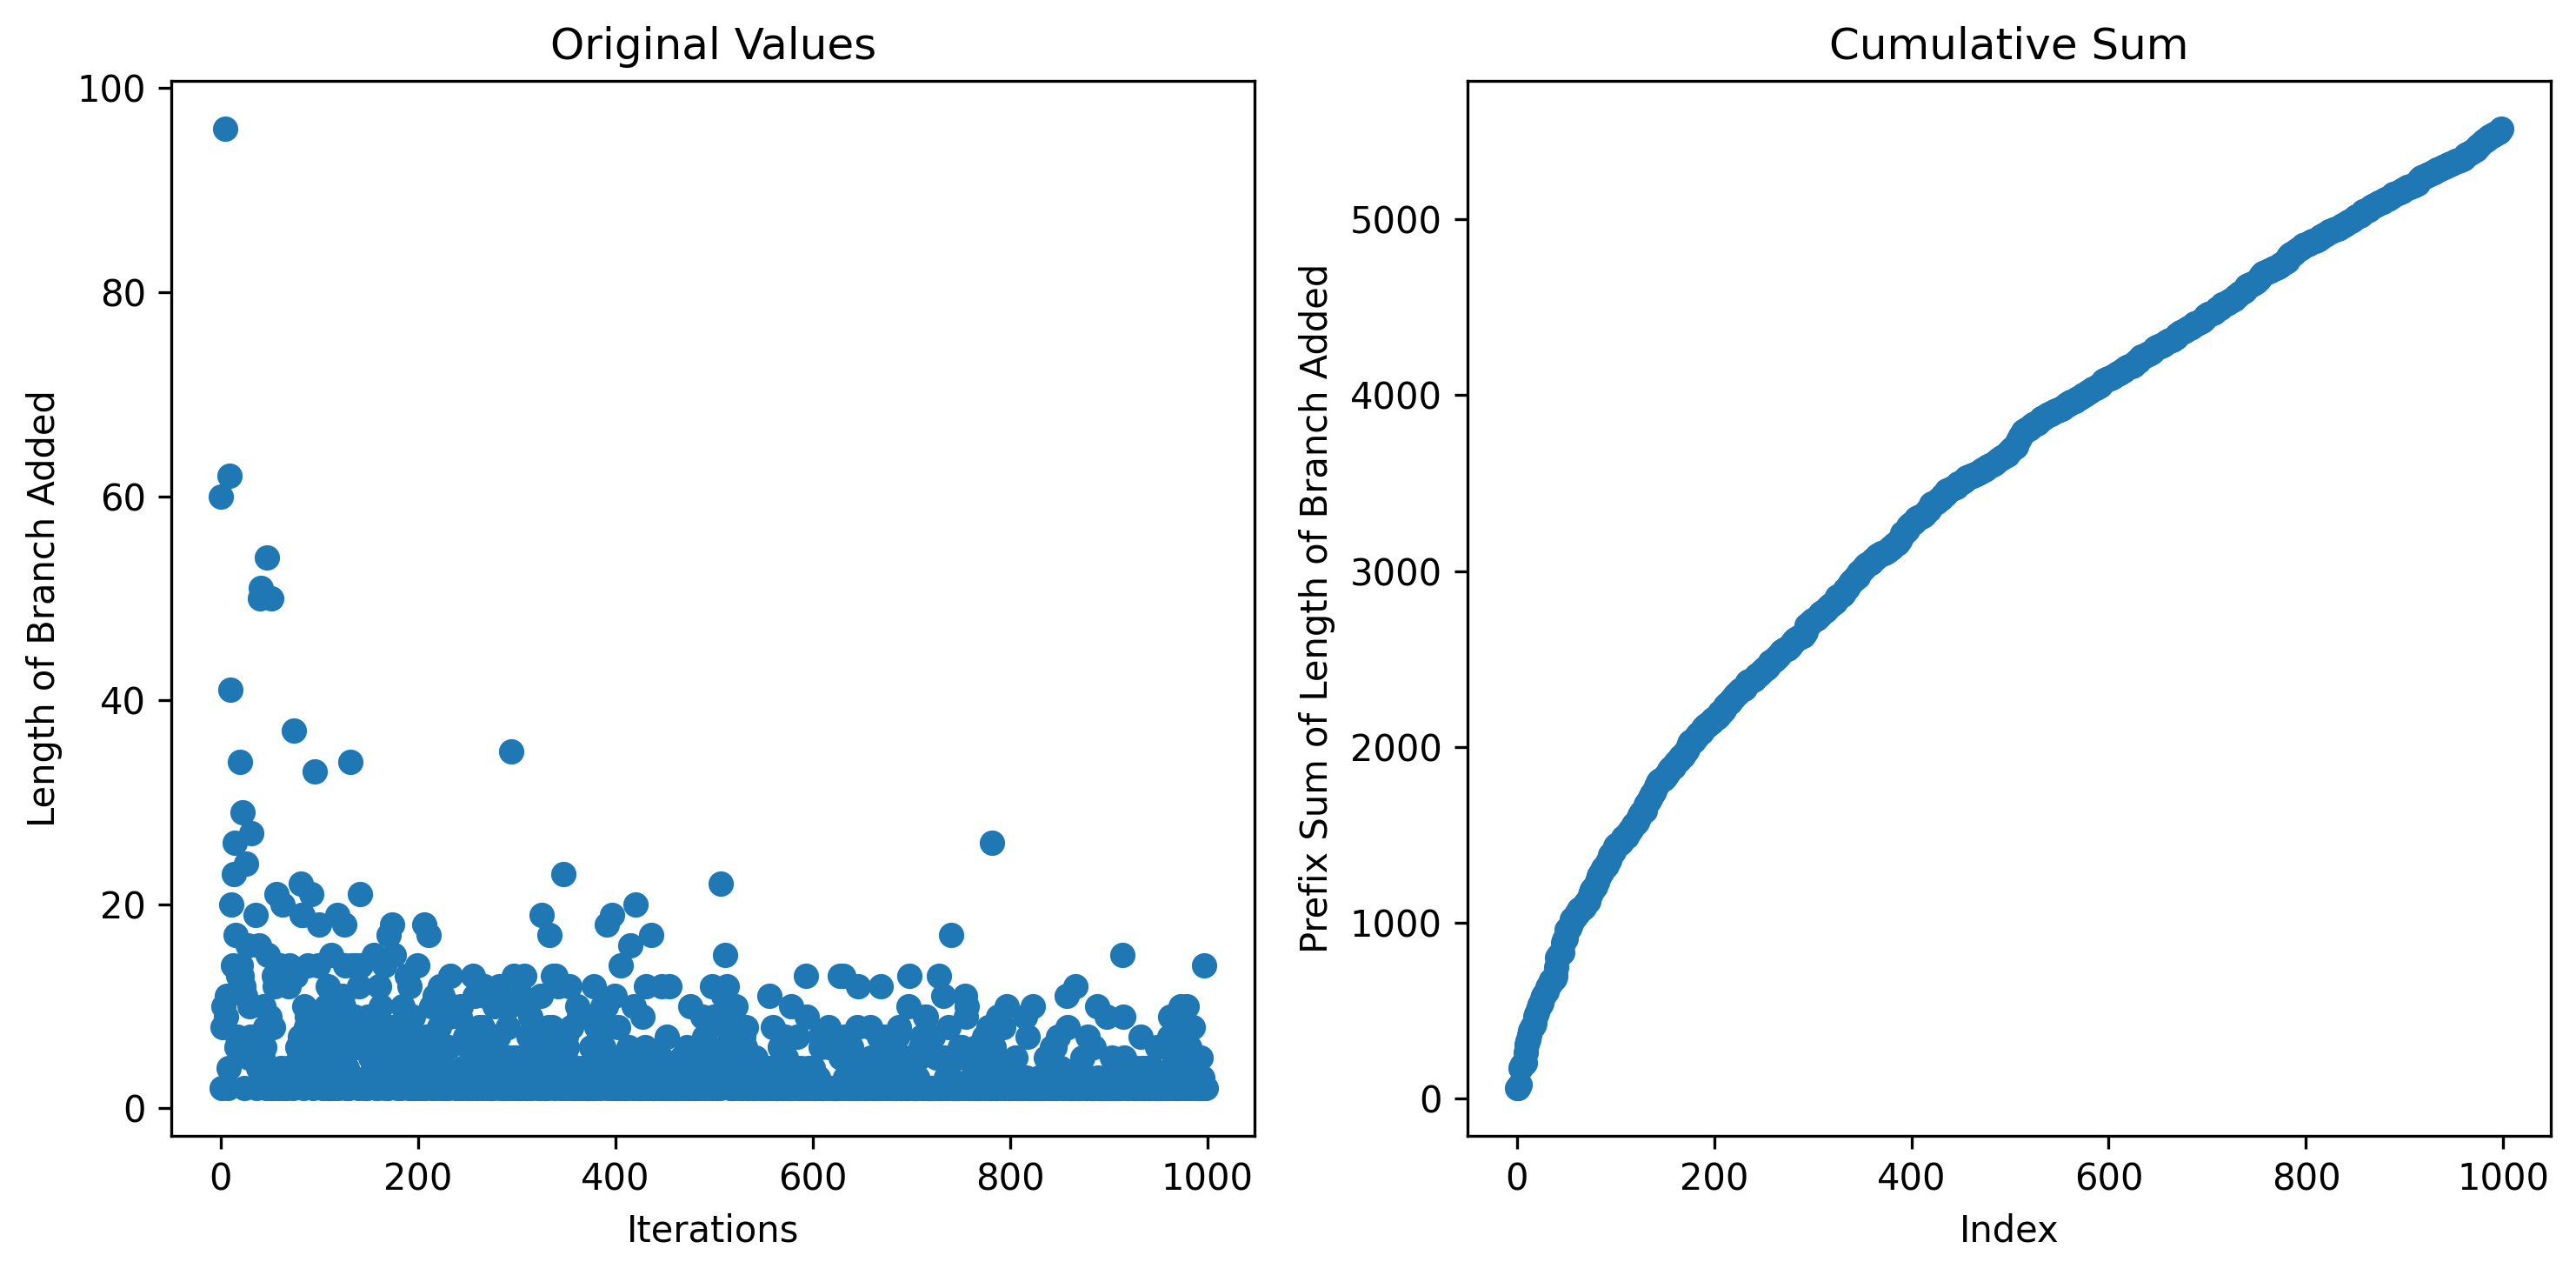 Original Values
Length of Branch Added
100
80
60
40
20
0
0 200 400 600 800 1000
Iterations
Cumulative Sum
Prefix Sum of Length of Branch Added
5000
4000
3000
2000
1000
0
0 200 400 600 800 1000
Index